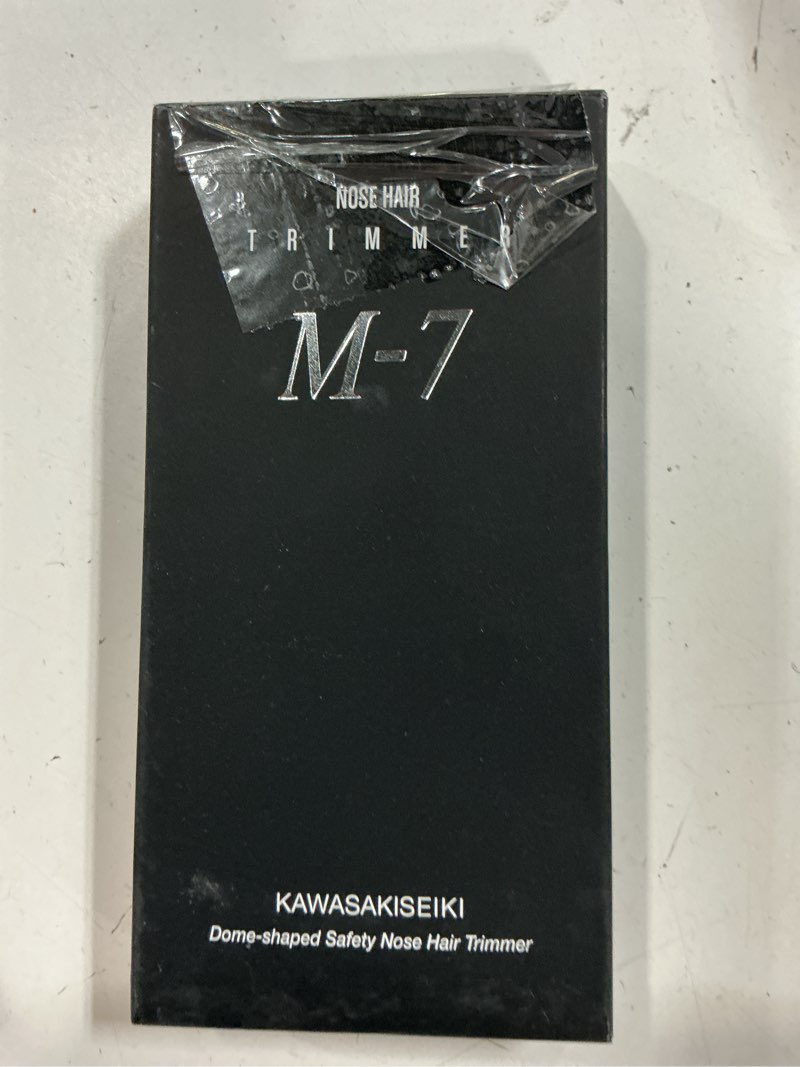 NOSE HAIR
TRIMMER
M-7
KAWASAKISEIKI
Dome-shaped Safety Nose Hair Trimmer